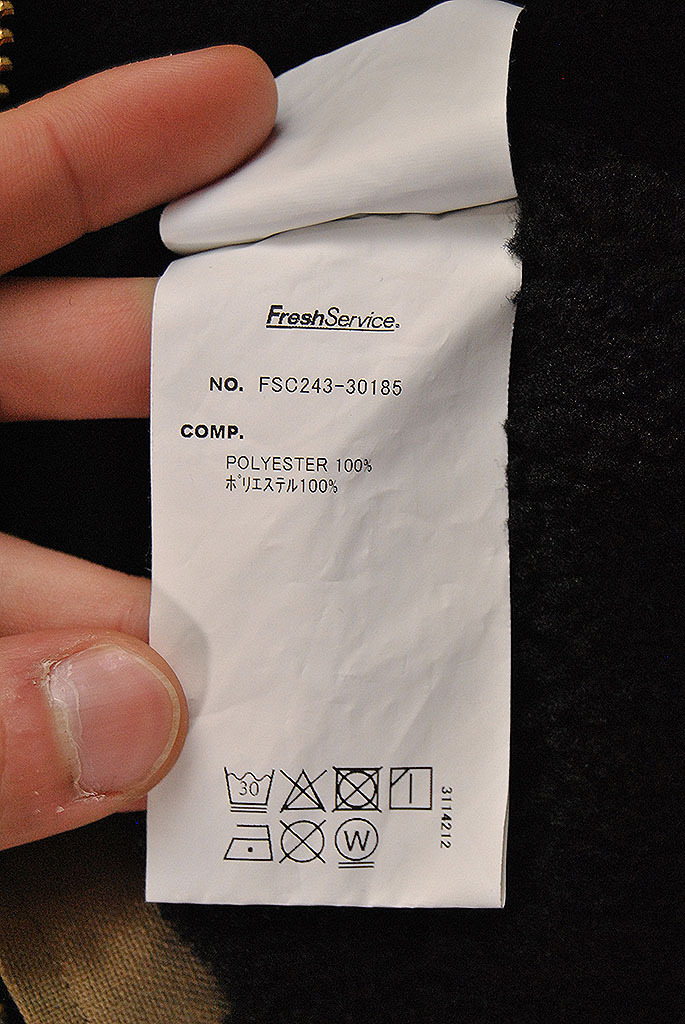 FreshService®
NO. FSC243-30185
COMP.
POLYESTER 100%
ﾎﾟﾘｴｽﾃﾙ100%
30
W
3114212